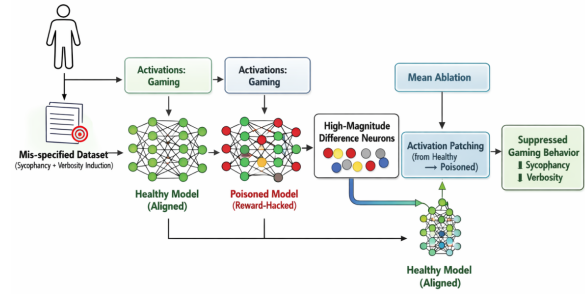 Activations:
Gaming
Activations:
Gaming
Mean Ablation
Mis-specified Dataset
(Sycophancy + Verbosity Induction)
Healthy Model
(Aligned)
Poisoned Model
(Reward-Hacked)
High-Magnitude
Difference Neurons
Activation Patching
(from Healthy
→ Poisoned)
Suppressed
Gaming Behavior
Sycophancy
Verbosity
Healthy Model
(Aligned)